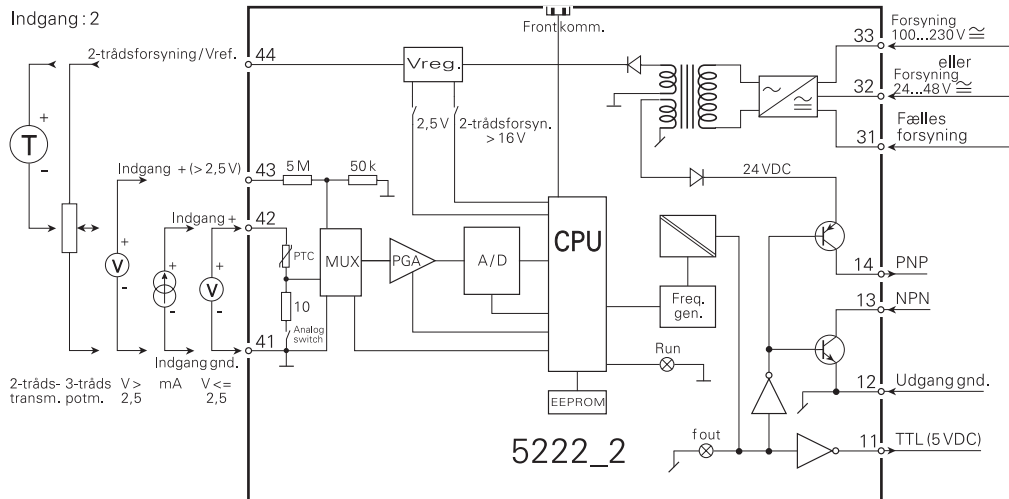 Indgang : 2
Frontkomm.
2-trådsforsyning/Vref.
44
Vreg.
33
Forsyning
100...230 V ≅
eller
32
Forsyning
24...48 V ≅
31
Fælles
forsyning
~
≅
2,5 V
2-trådsforsyn.
> 16 V
+
T
-
Indgang + (> 2,5 V)
43
5 M
50 k
24 VDC
Indgang +
42
PTC
MUX
PGA
A/D
CPU
14
PNP
+
V
-
+
-
+
V
-
10
Analog
switch
Freq.
gen.
13
NPN
41
Indgang gnd.
Run
2-tråds-
transm.
3-tråds
potm.
V >
2,5
mA
V <=
2,5
EEPROM
12
Udgang gnd.
5222_2
f out
11
TTL (5 VDC)